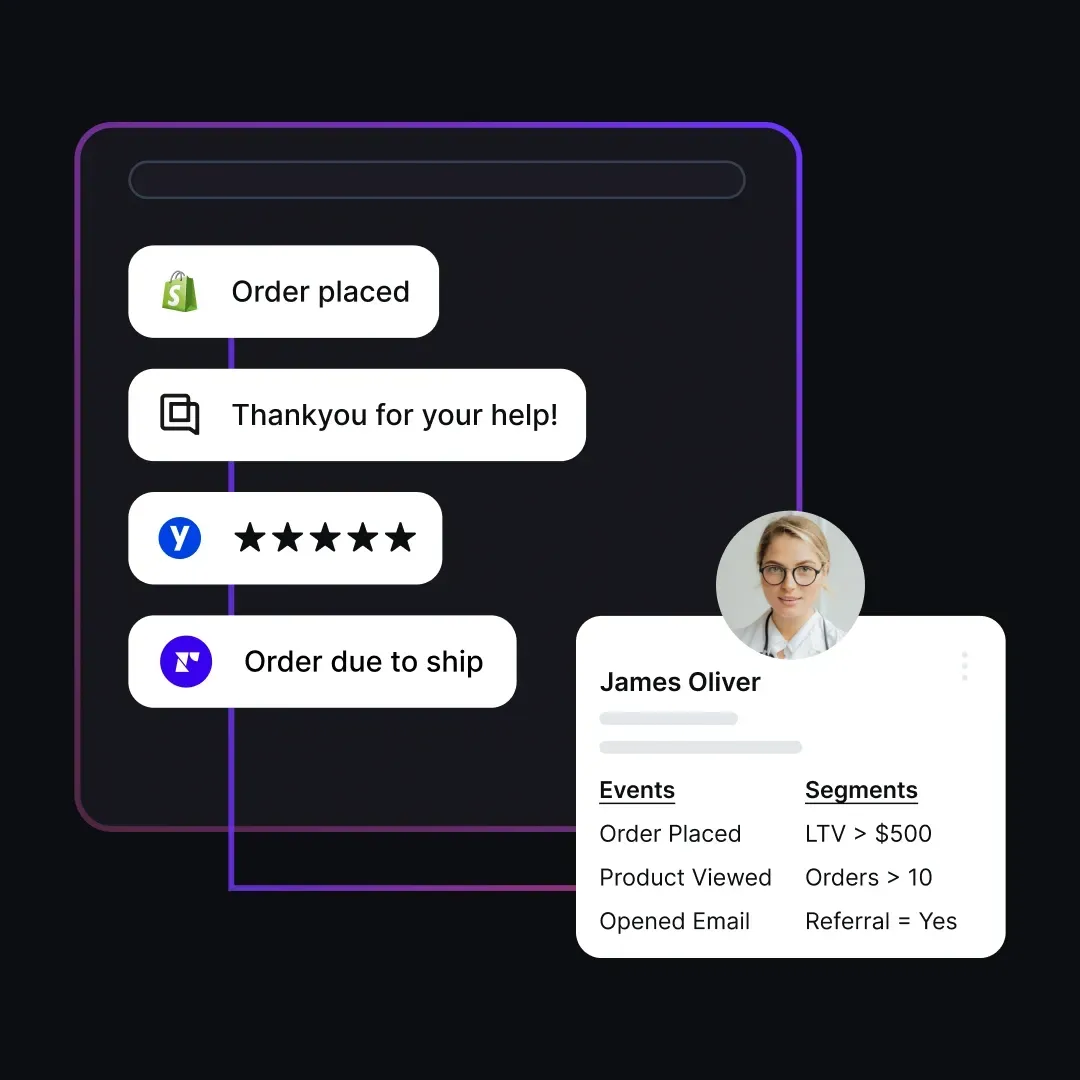 Order placed
Thankyou for your help!
★★★★★
Order due to ship
James Oliver
Events
Segments
Order Placed
LTV > $500
Product Viewed
Orders > 10
Opened Email
Referral = Yes